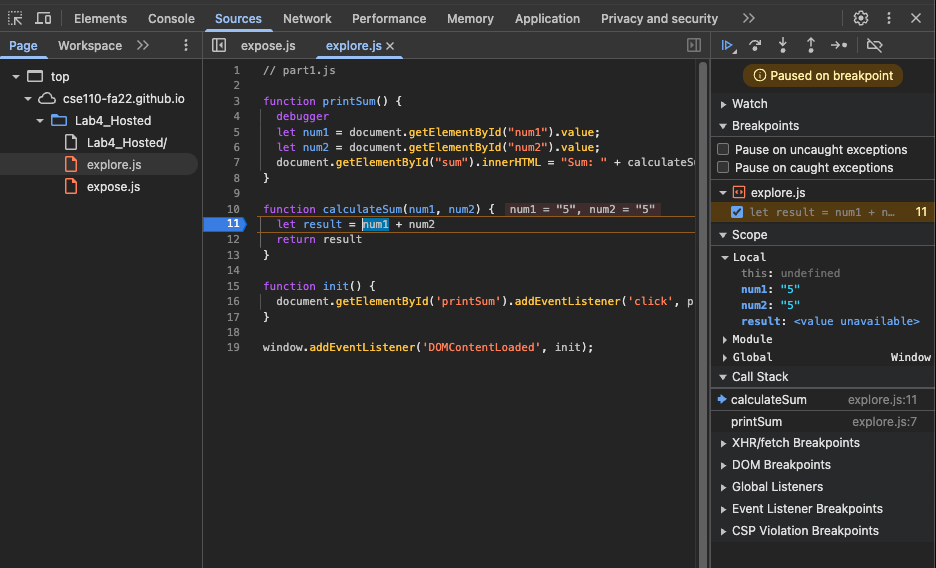 Elements Console Sources Network Performance Memory Application Privacy and security
Page Workspace
expose.js explore.js
top
cse110-fa22.github.io
Lab4_Hosted
Lab4_Hosted/
explore.js
expose.js
1 // part1.js
2
3 function printSum() {
4 debugger
5 let num1 = document.getElementById("num1").value;
6 let num2 = document.getElementById("num2").value;
7 document.getElementById("sum").innerHTML = "Sum: " + calculateS
8 }
9
10 function calculateSum(num1, num2) { num1 = "5", num2 = "5"
11 let result = num1 + num2
12 return result
13 }
14
15 function init() {
16 document.getElementById('printSum').addEventListener('click', p
17 }
18
19 window.addEventListener('DOMContentLoaded', init);
Paused on breakpoint
Watch
Breakpoints
Pause on uncaught exceptions
Pause on caught exceptions
explore.js
let result = num1 + n… 11
Scope
Local
this: undefined
num1: "5"
num2: "5"
result: <value unavailable>
Module
Global Window
Call Stack
calculateSum explore.js:11
printSum explore.js:7
XHR/fetch Breakpoints
DOM Breakpoints
Global Listeners
Event Listener Breakpoints
CSP Violation Breakpoints